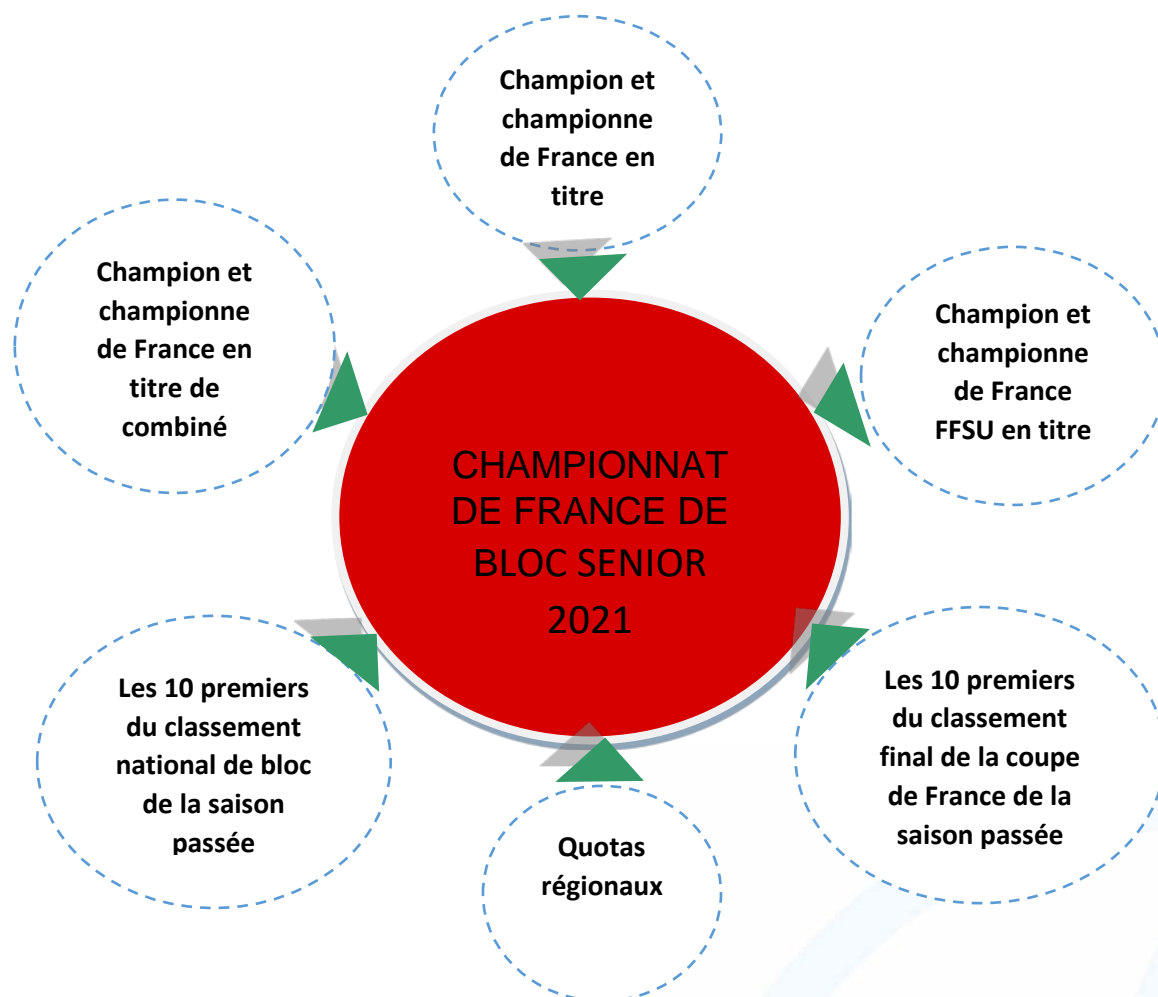 Champion et
championne
de France en
titre
Champion et
championne
de France en
titre de
combiné
Champion et
championne
de France
FFSU en titre
CHAMPIONNAT
DE FRANCE DE
BLOC SENIOR
2021
Les 10 premiers
du classement
national de bloc
de la saison
passée
Les 10 premiers
du classement
final de la coupe
de France de la
saison passée
Quotas
régionaux